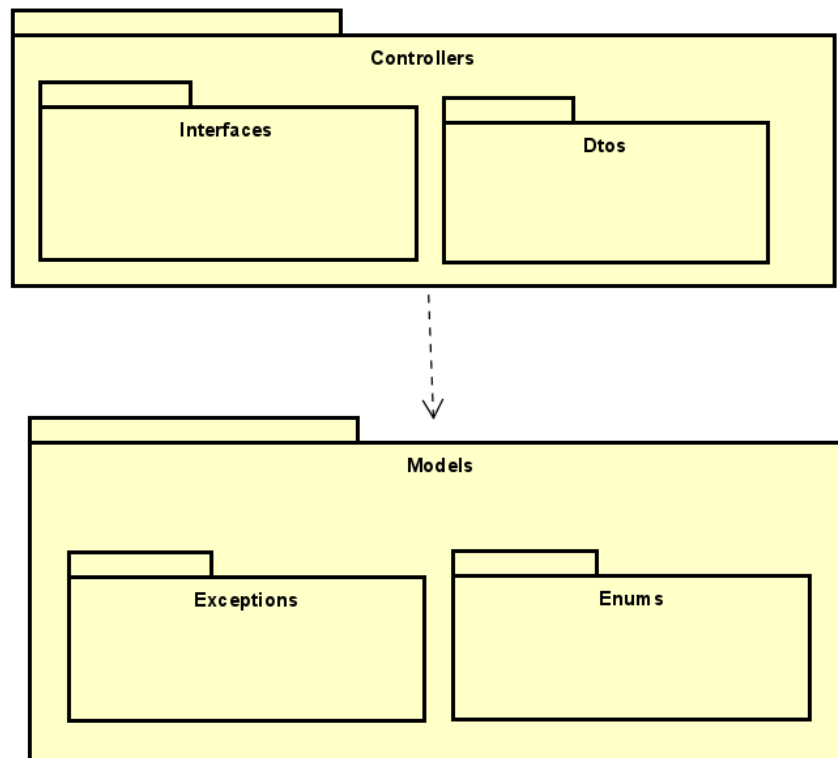 Controllers
Interfaces
Dtos
Models
Exceptions
Enums